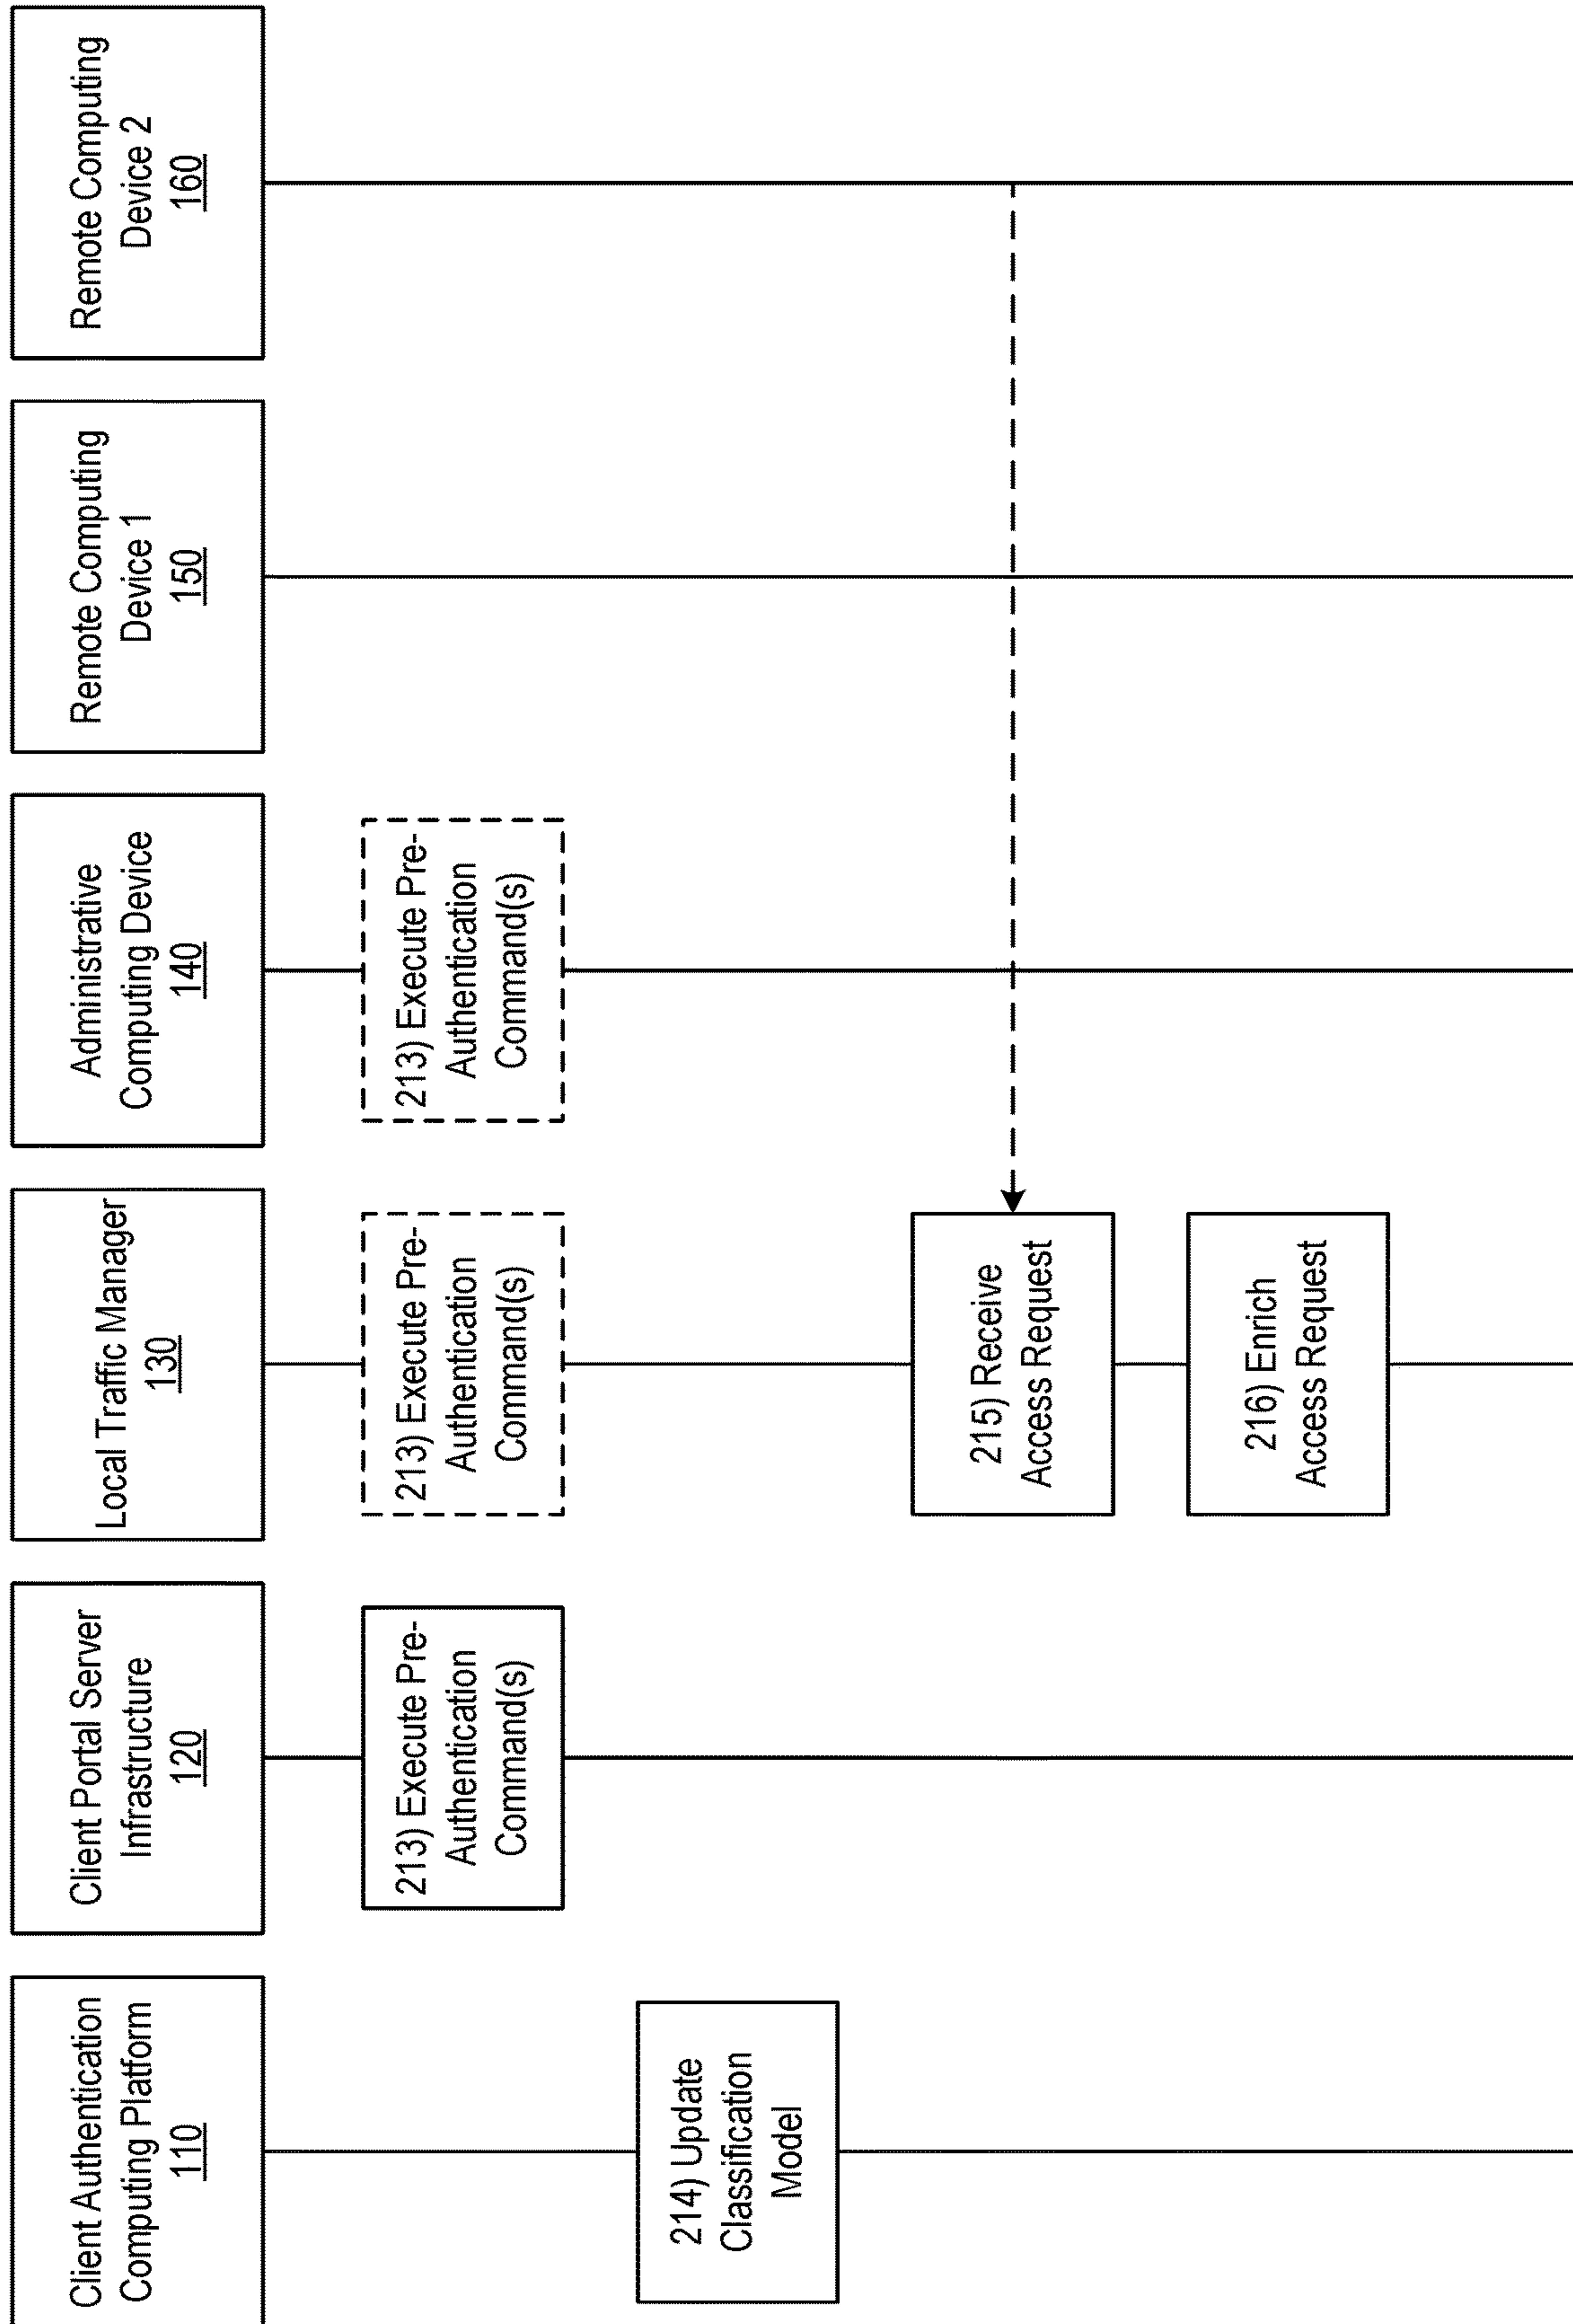 Client Authentication
Computing Platform
110
Client Portal Server
Infrastructure
120
Local Traffic Manager
130
Administrative
Computing Device
140
Remote Computing
Device 1
150
Remote Computing
Device 2
160
213) Execute Pre-
Authentication
Command(s)
213) Execute Pre-
Authentication
Command(s)
213) Execute Pre-
Authentication
Command(s)
214) Update
Classification
Model
215) Receive
Access Request
216) Enrich
Access Request